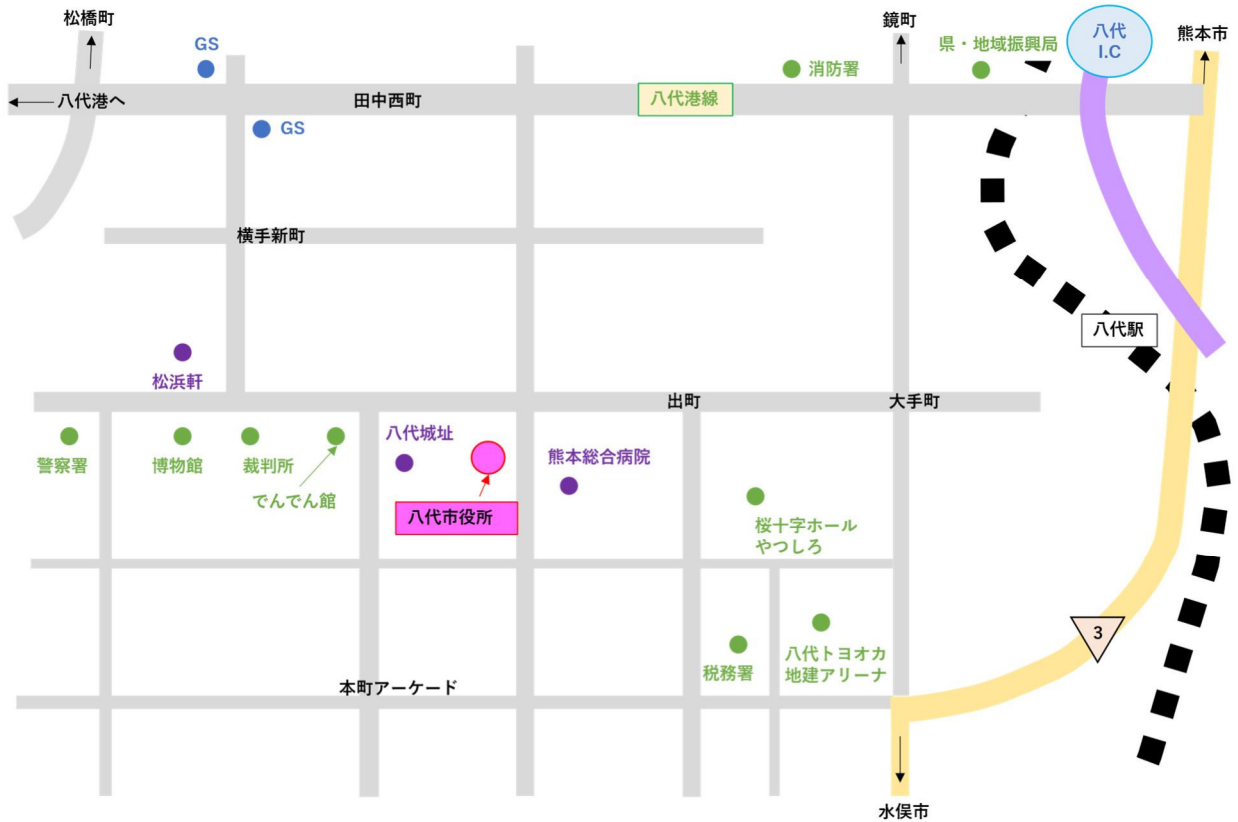 松橋町
鏡町
八代
I.C
熊本市
GS
県・地域振興局
消防署
八代港へ
田中西町
八代港線
GS
横手新町
八代駅
松浜軒
出町
大手町
八代城址
熊本総合病院
警察署
博物館
裁判所
でんでん館
八代市役所
桜十字ホール
やつしろ
3
八代トヨオカ
地建アリーナ
税務署
本町アーケード
水俣市